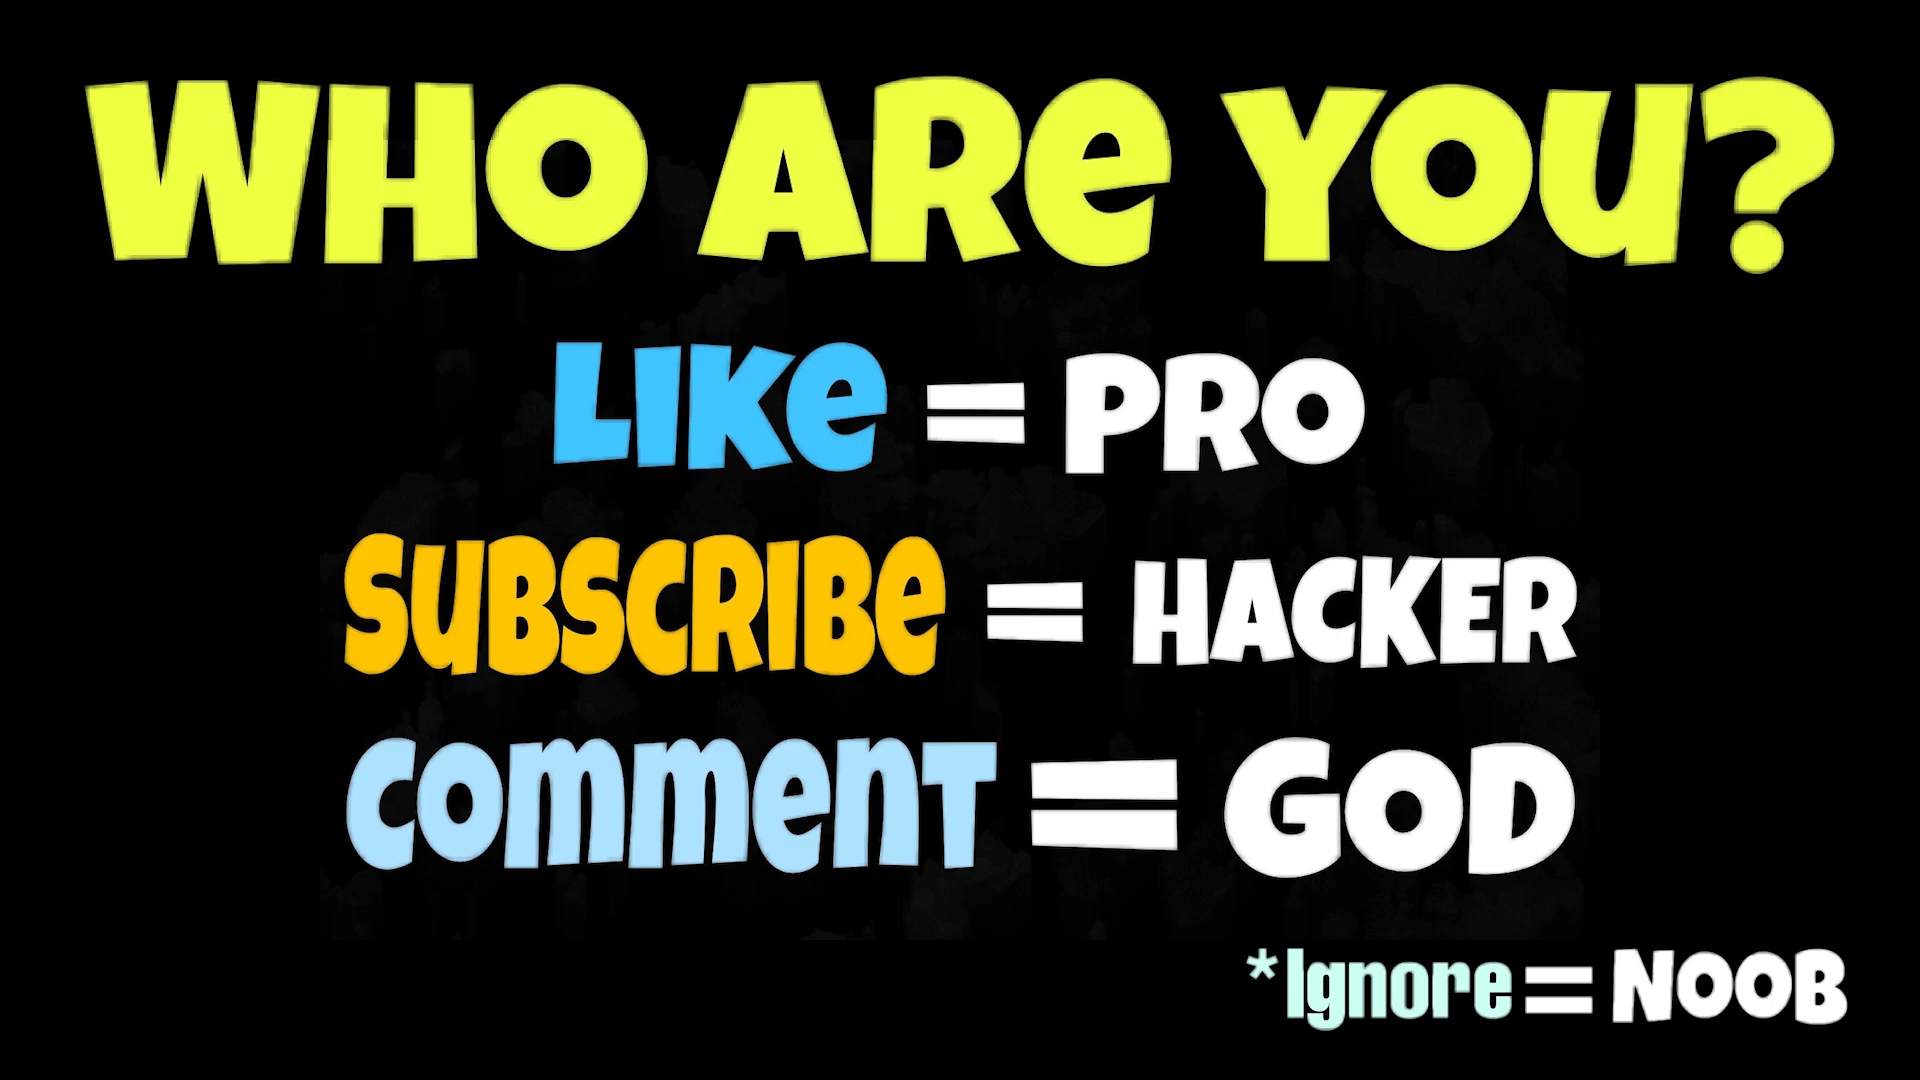 WHO ARe YOu?
LIKe = PRO
SuBSCRIBe = HACKER
Comment = GOD
*Ignore = NOOB